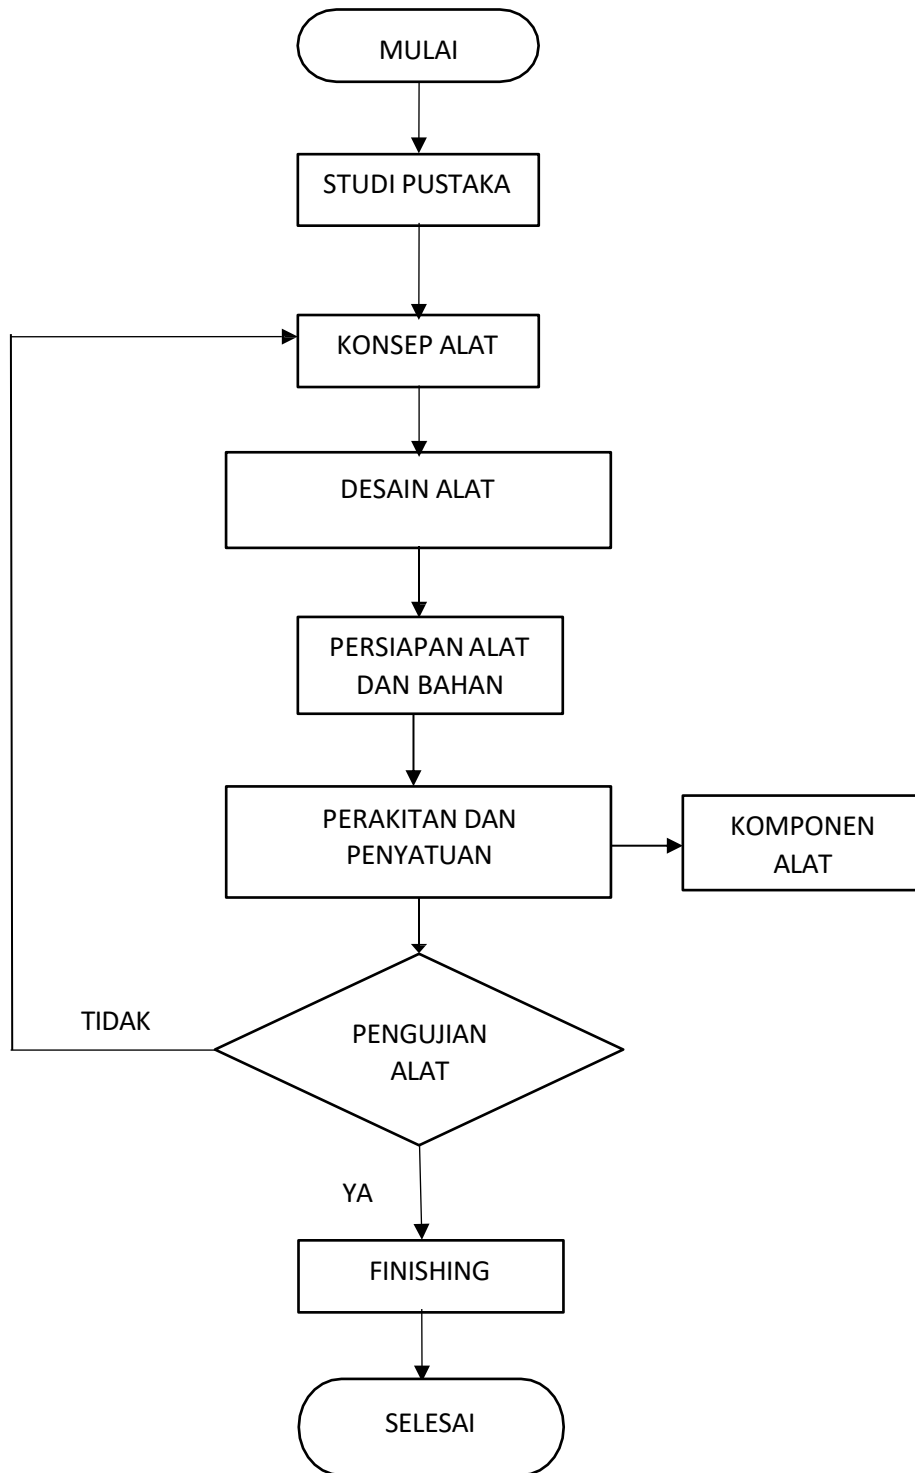 MULAI
STUDI PUSTAKA
KONSEP ALAT
DESAIN ALAT
PERSIAPAN ALAT
DAN BAHAN
PERAKITAN DAN
PENYATUAN
KOMPONEN
ALAT
TIDAK
PENGUJIAN
ALAT
YA
FINISHING
SELESAI